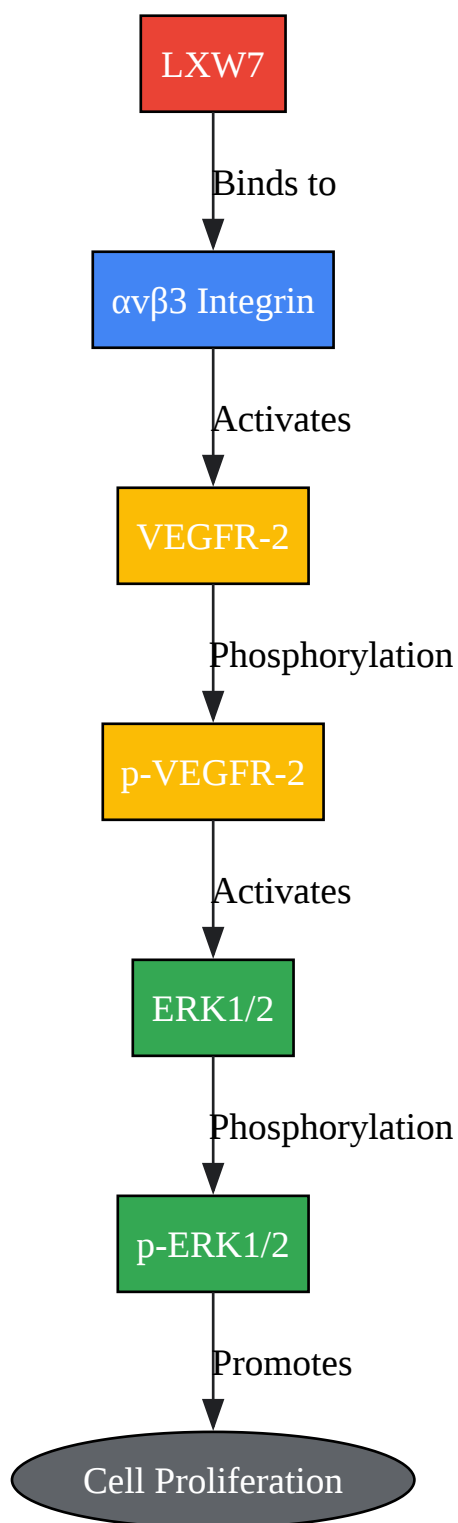 LXW7
Binds to
αvβ3 Integrin
Activates
VEGFR-2
Phosphorylation
p-VEGFR-2
Activates
ERK1/2
Phosphorylation
p-ERK1/2
Promotes
Cell Proliferation